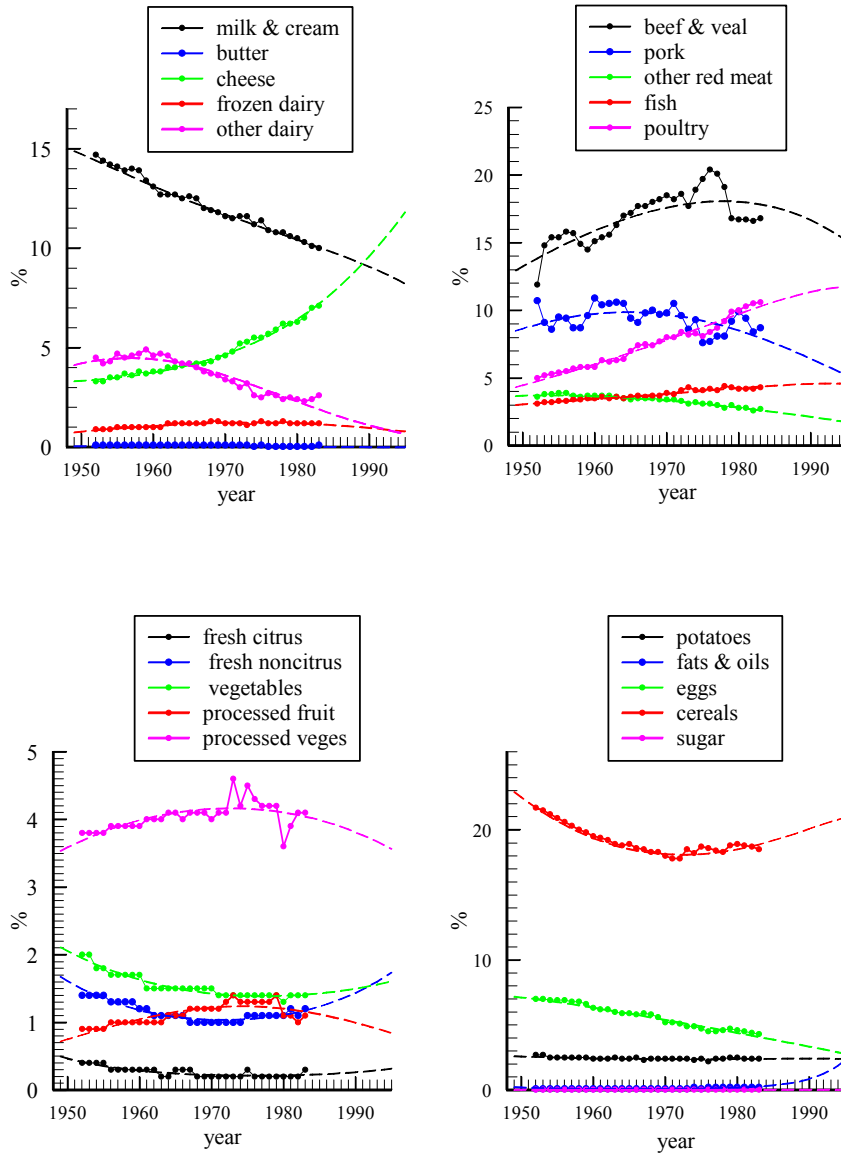 milk & cream
butter
cheese
frozen dairy
other dairy
15
10
5
0
%
1950 1960 1970 1980 1990
year
beef & veal
pork
other red meat
fish
poultry
25
20
15
10
5
0
%
1950 1960 1970 1980 1990
year
fresh citrus
fresh noncitrus
vegetables
processed fruit
processed veges
5
4
3
2
1
0
%
1950 1960 1970 1980 1990
year
potatoes
fats & oils
eggs
cereals
sugar
20
10
0
%
1950 1960 1970 1980 1990
year